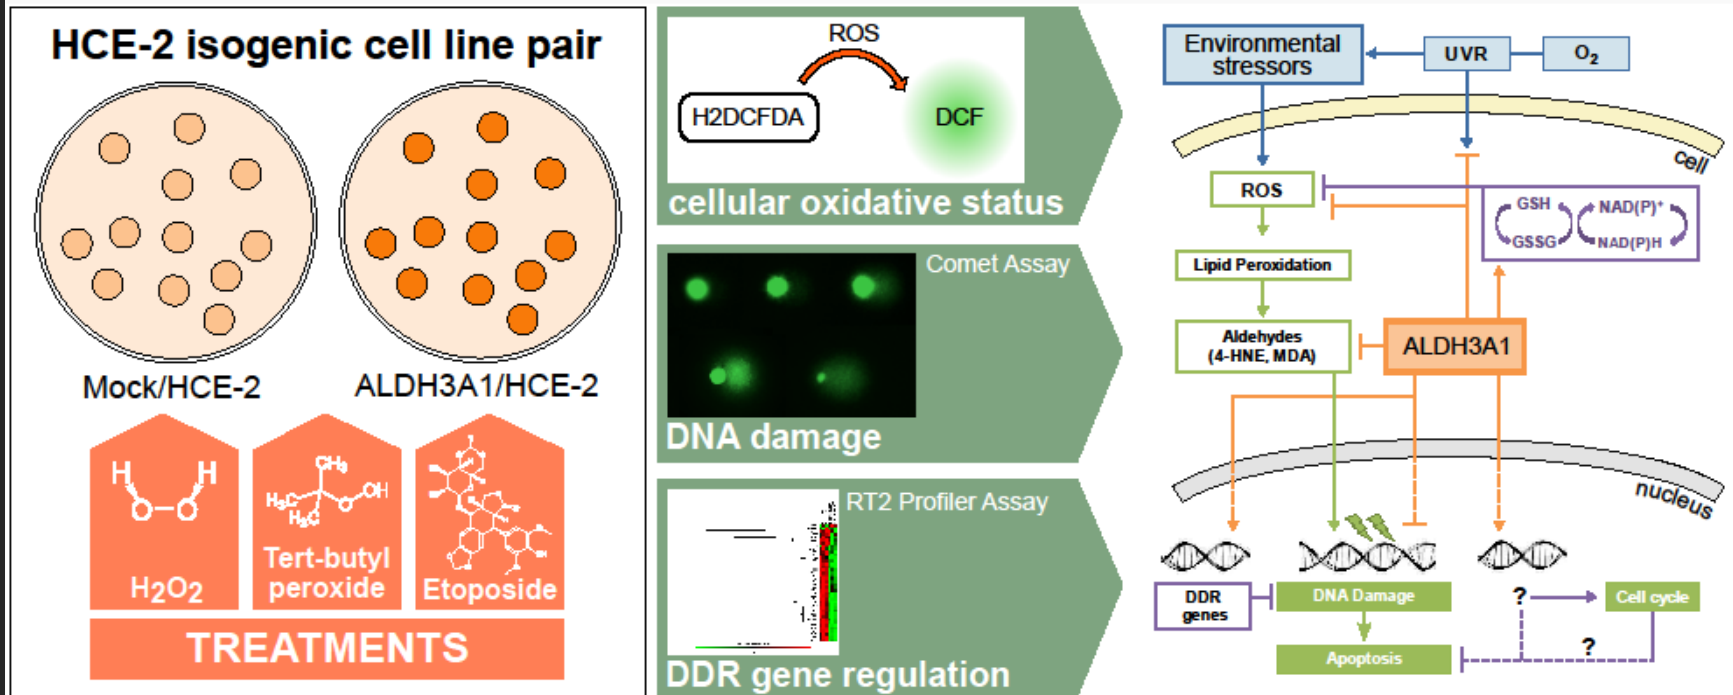 HCE-2 isogenic cell line pair
Mock/HCE-2
ALDH3A1/HCE-2
H
H
O
O
H₂O₂
CH₃
H₃C
H₃C
O
OH
Tert-butyl
peroxide
Etoposide
TREATMENTS
ROS
H2DCFDA
DCF
cellular oxidative status
Comet Assay
DNA damage
RT2 Profiler Assay
DDR gene regulation
Environmental
stressors
UVR
O₂
cell
ROS
GSH
GSSG
NAD(P)⁺
NAD(P)H
Lipid Peroxidation
Aldehydes
(4-HNE, MDA)
ALDH3A1
nucleus
DDR
genes
DNA Damage
?
Cell cycle
?
Apoptosis